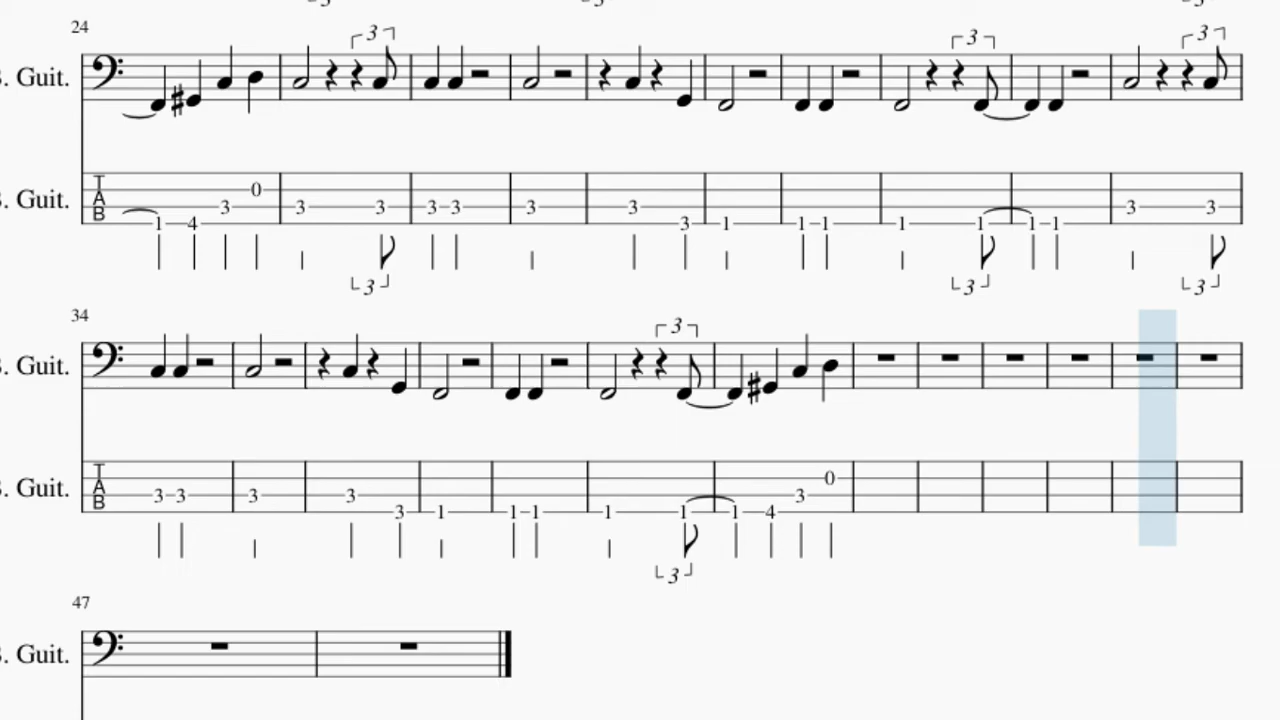 24
3 3 3
. Guit.
T A B
. Guit.
1 4 3 0 3 3 3 3 3 3 3 1 1 1 1 1 1 1 3 3
3 3 3
34
3
. Guit.
T A B
. Guit.
3 3 3 3 3 1 1 1 1 1 1 4 3 0
3
47
. Guit.